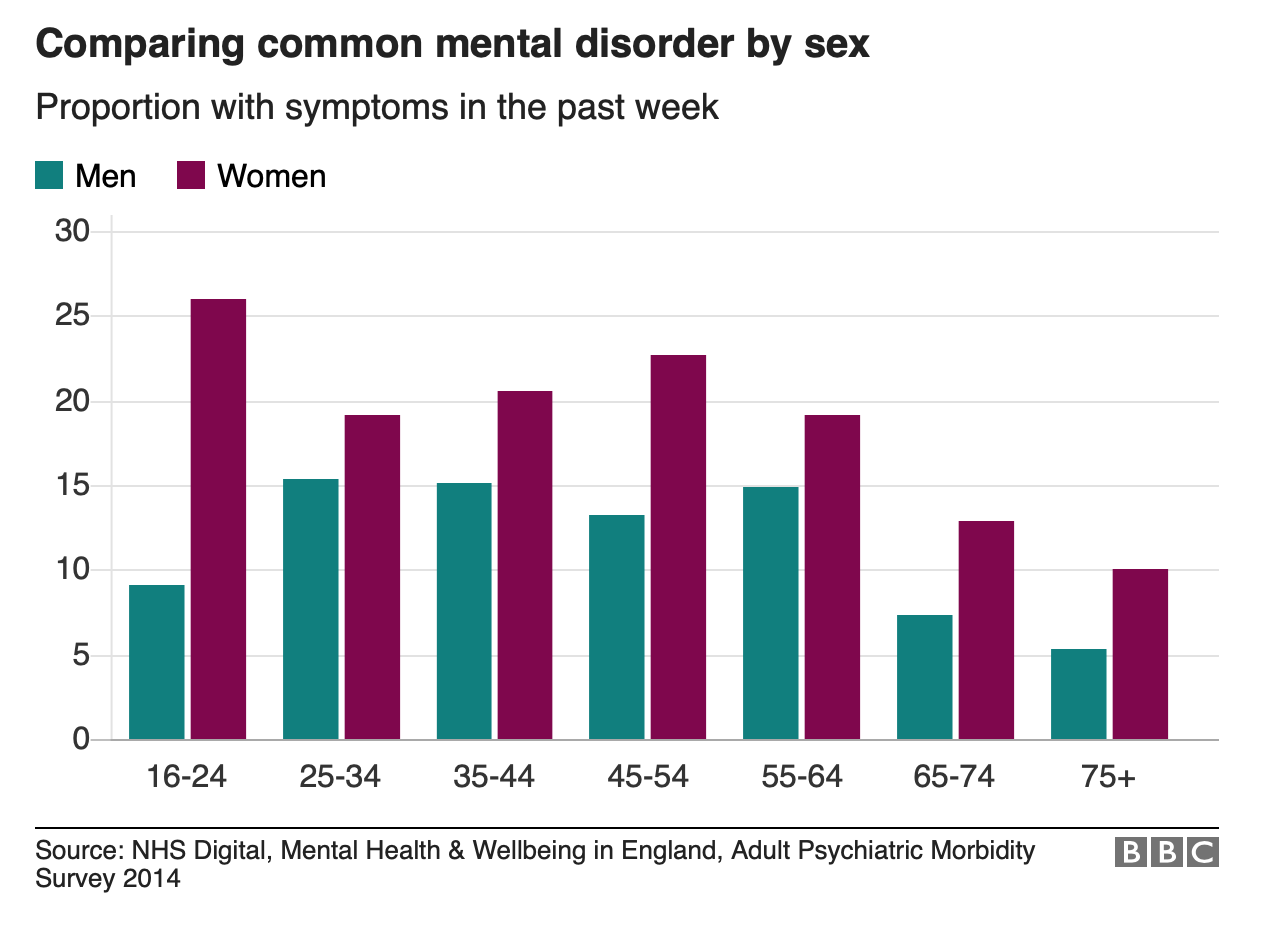 Comparing common mental disorder by sex
Proportion with symptoms in the past week
Men Women
30
25
20
15
10
5
0
16-24 25-34 35-44 45-54 55-64 65-74 75+
Source: NHS Digital, Mental Health & Wellbeing in England, Adult Psychiatric Morbidity
Survey 2014
BBC